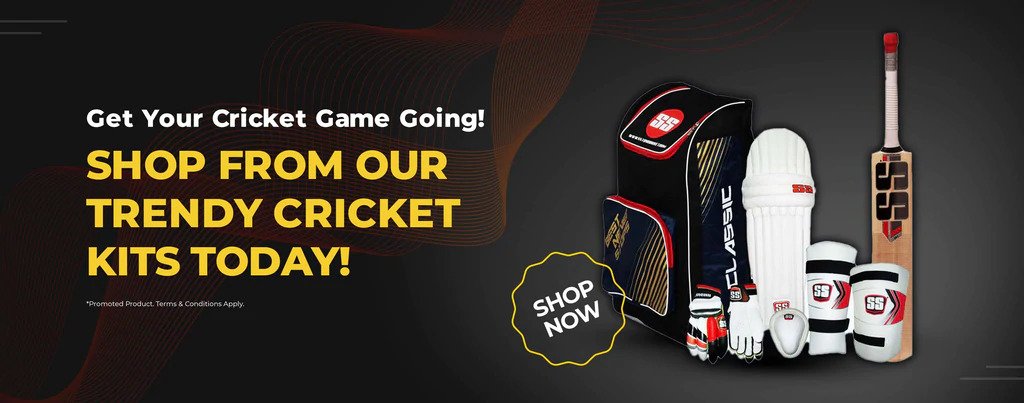 Get Your Cricket Game Going!
SHOP FROM OUR
TRENDY CRICKET
KITS TODAY!
*Promoted Product. Terms & Conditions Apply.
SHOP
NOW
SS
CLASSIC
SS
SS
SS
SS
SS
SS